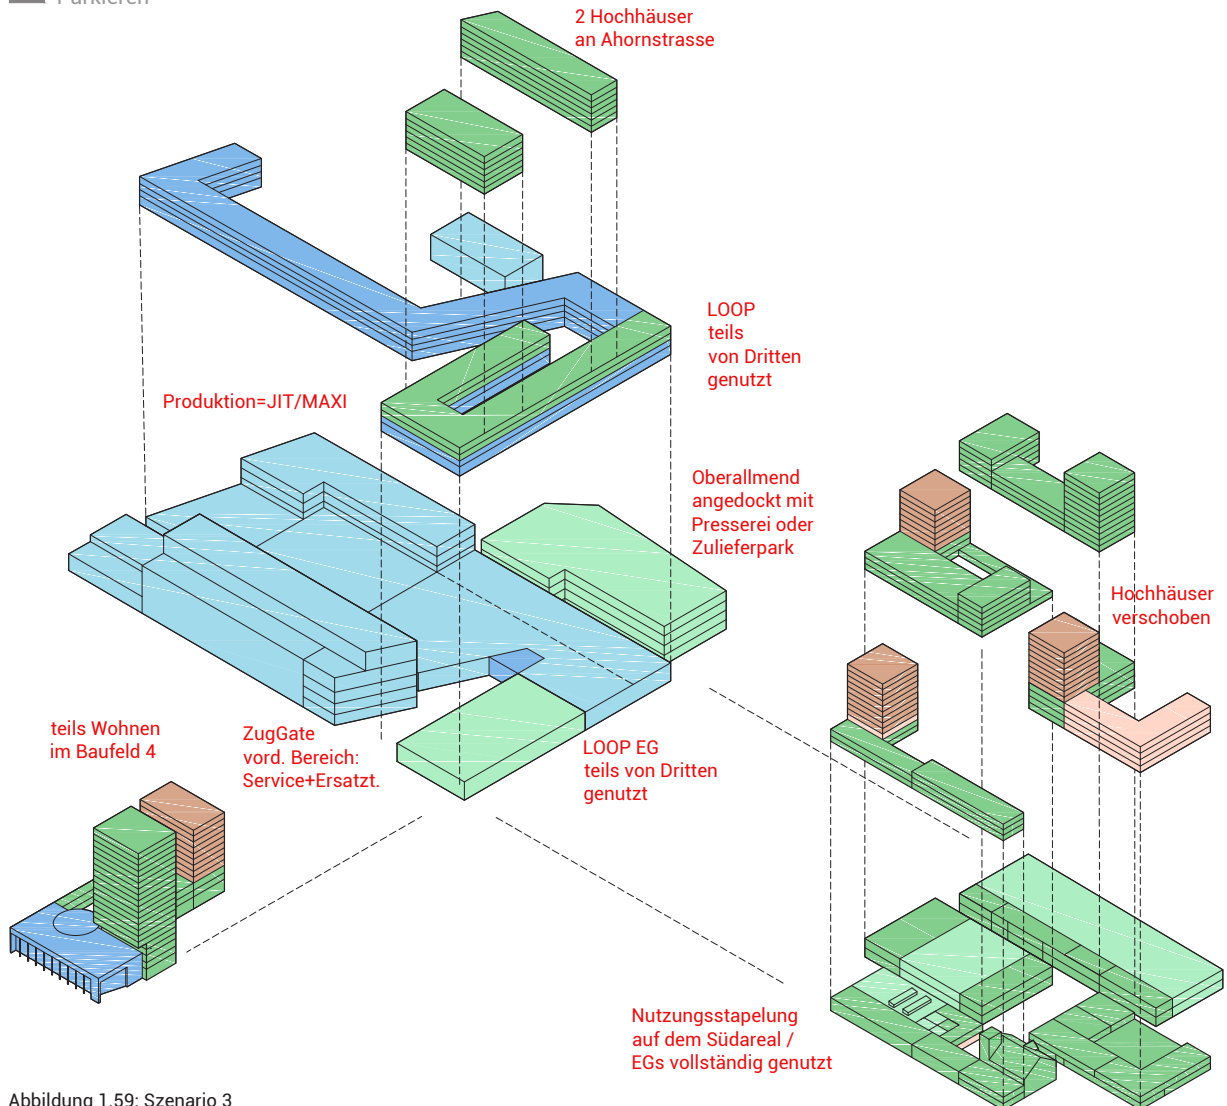 Parkieren
2 Hochhäuser
an Ahornstrasse
LOOP
teils
von Dritten
genutzt
Produktion=JIT/MAXI
Oberallmend
angedockt mit
Presserei oder
Zulieferpark
Hochhäuser
verschoben
teils Wohnen
im Baufeld 4
ZugGate
vord. Bereich:
Service+Ersatzt.
LOOP EG
teils von Dritten
genutzt
Nutzungsstapelung
auf dem Südareal /
EGs vollständig genutzt
Abbildung 1.59: Szenario 3